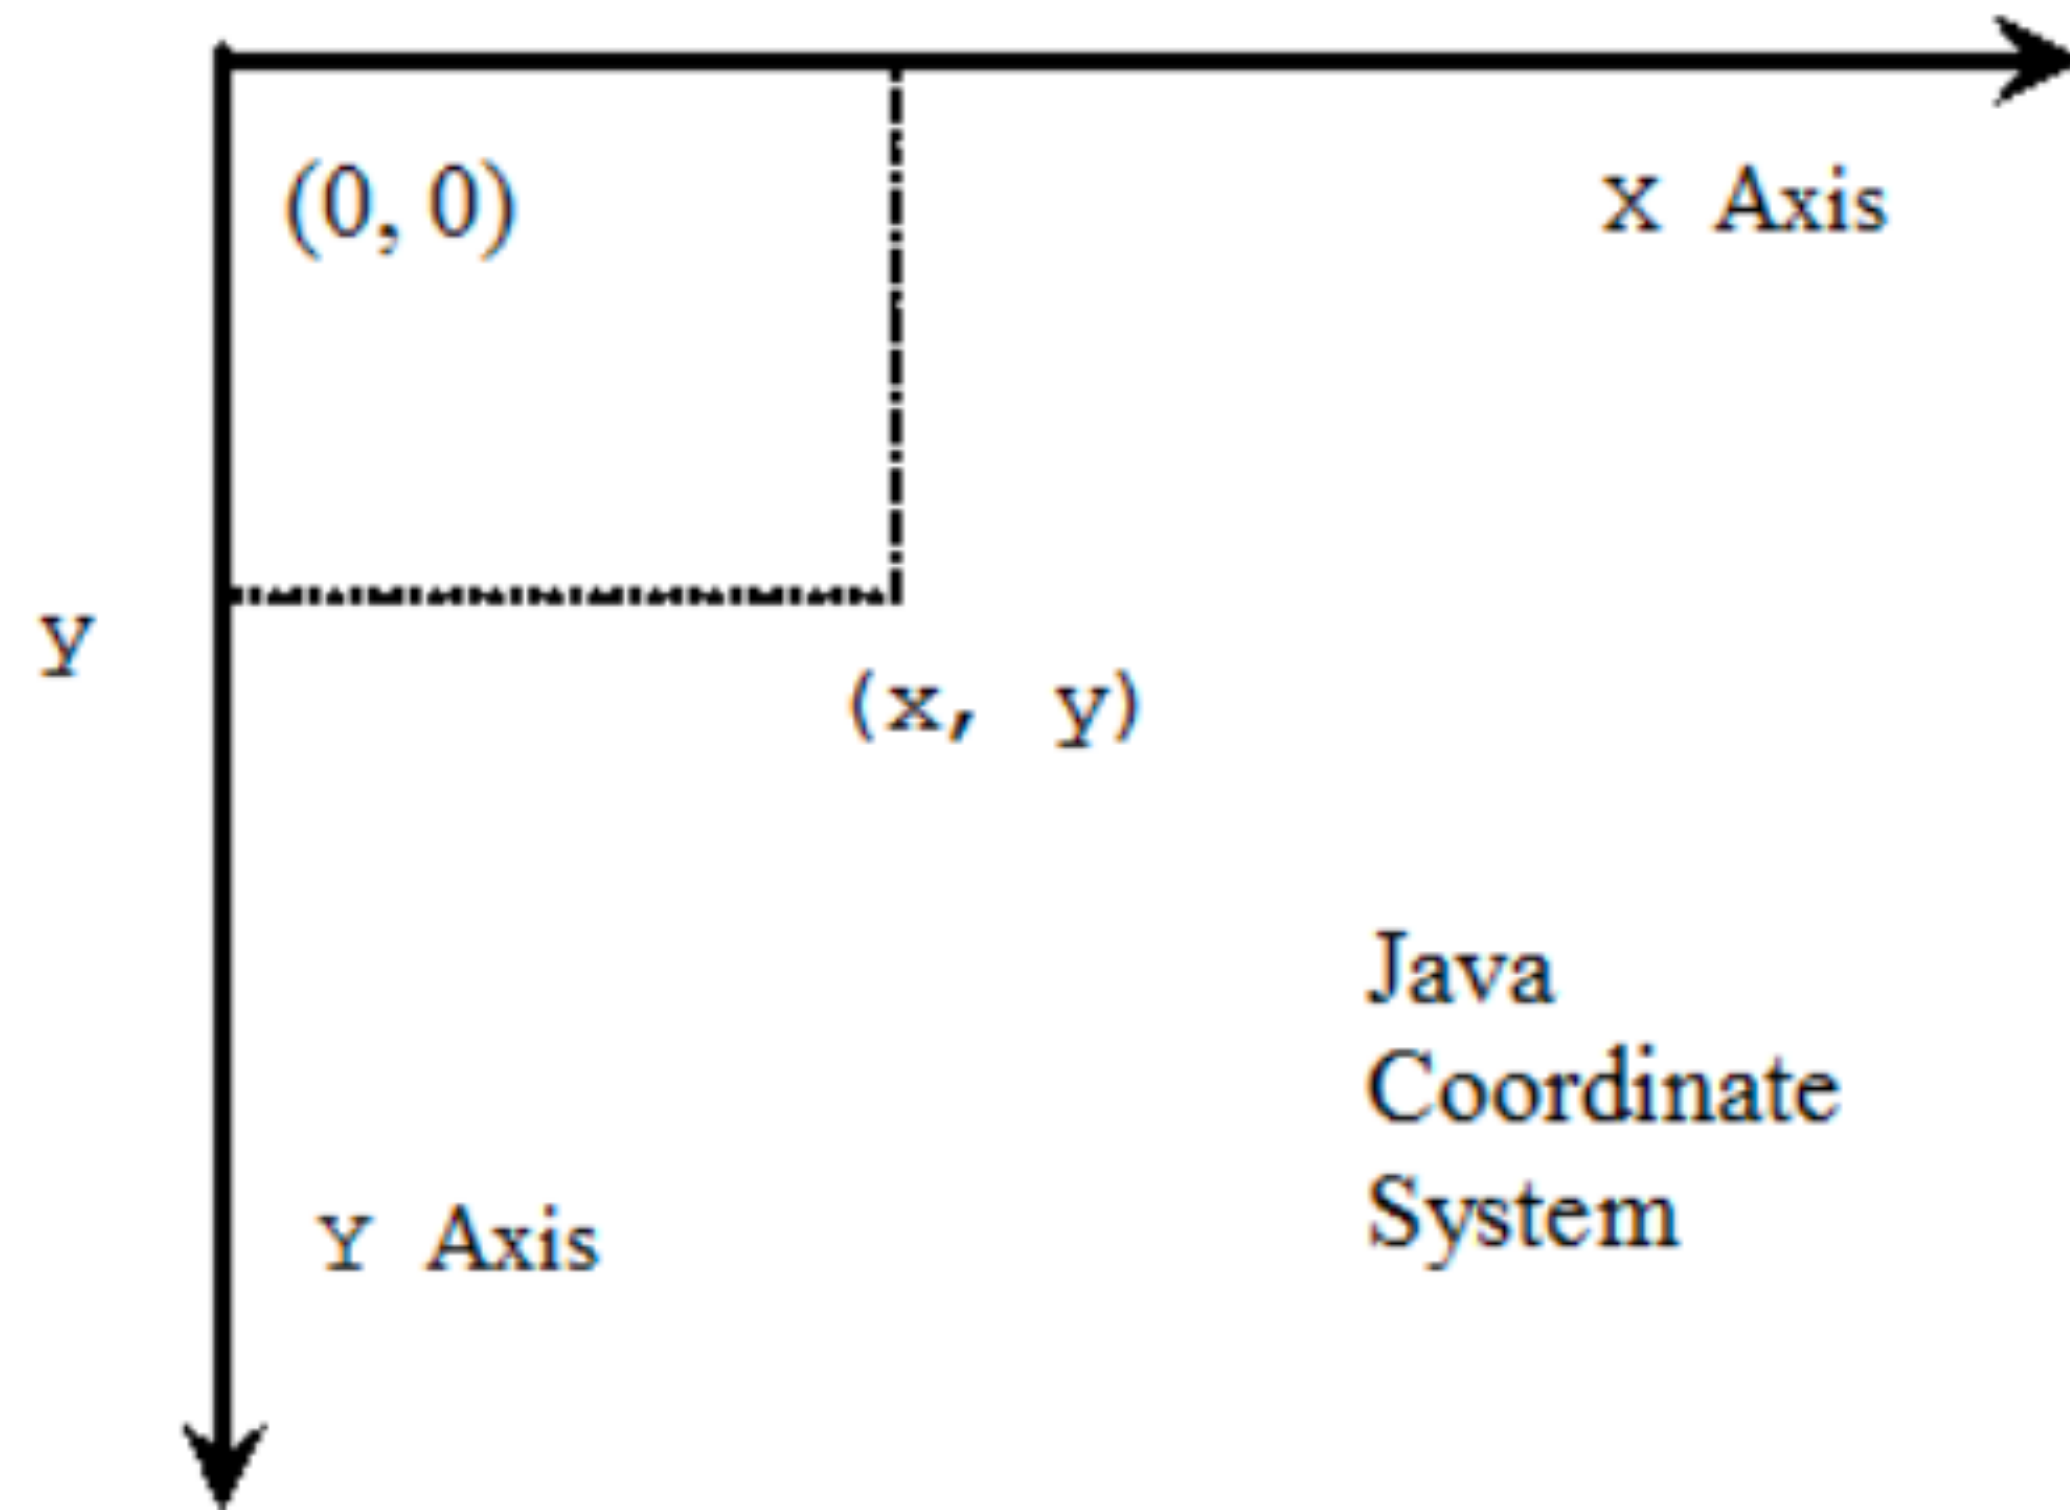 (0, 0)
X Axis
y
(x, y)
Java
Coordinate
System
Y Axis